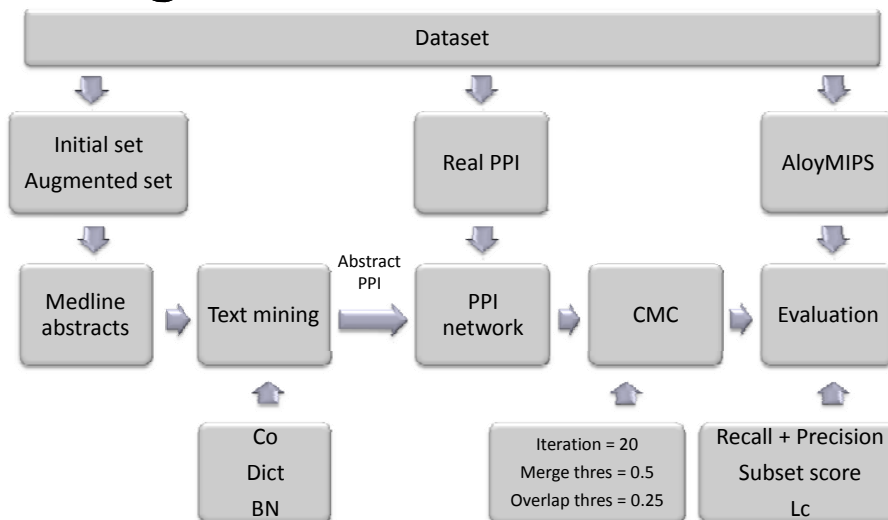 Dataset
Initial set
Augmented set
Real PPI
AloyMIPS
Medline
abstracts
Text mining
Abstract
PPI
PPI
network
CMC
Evaluation
Co
Dict
BN
Iteration = 20
Merge thres = 0.5
Overlap thres = 0.25
Recall + Precision
Subset score
Lc